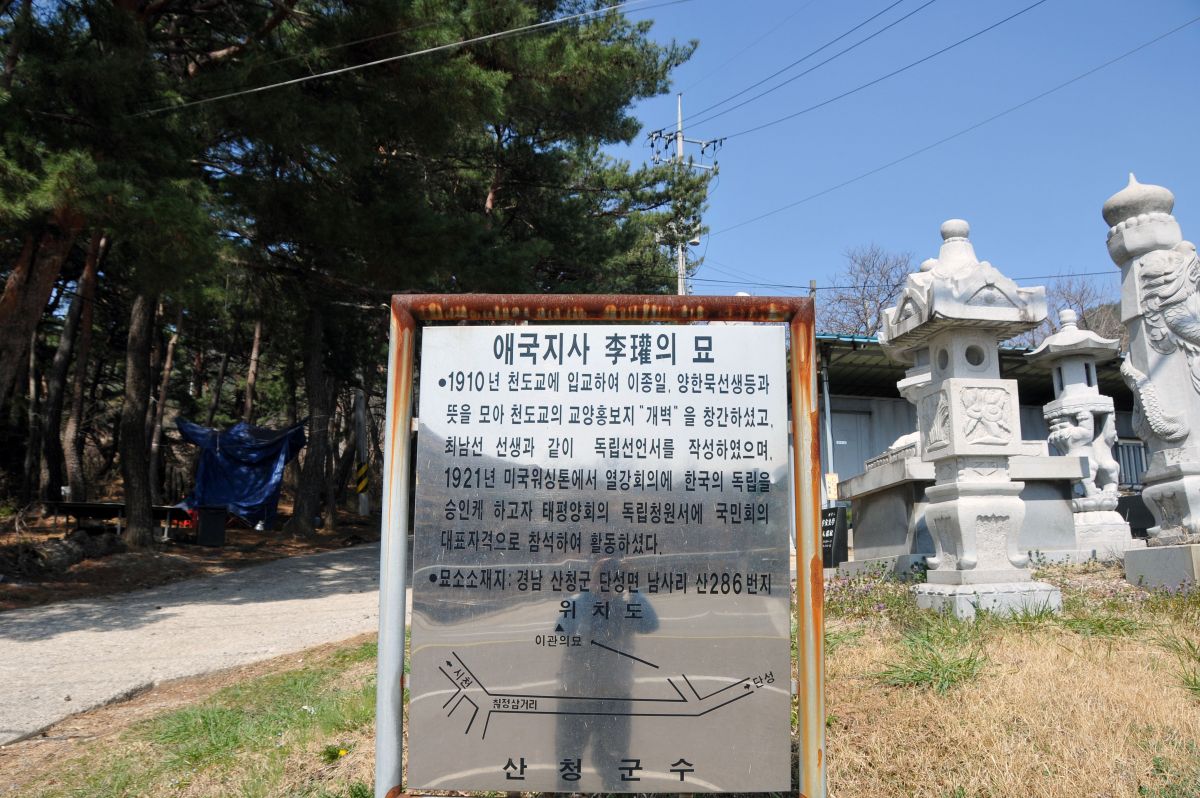 애국지사 李瓘의 묘
•1910년 천도교에 입교하여 이종일, 양한묵선생등과
뜻을 모아 천도교의 교양홍보지 "개벽" 을 창간하셨고,
최남선 선생과 같이 독립선언서를 작성하였으며,
1921년 미국워싱톤에서 열강회의에 한국의 독립을
승인케 하고자 태평양회의 독립청원서에 국민회의
대표자격으로 참석하여 활동하셨다.
•묘소소재지: 경남 산청군 단성면 남사리 산286번지
위치도
이관의묘
시천
칠정삼거리
단성
산청군수